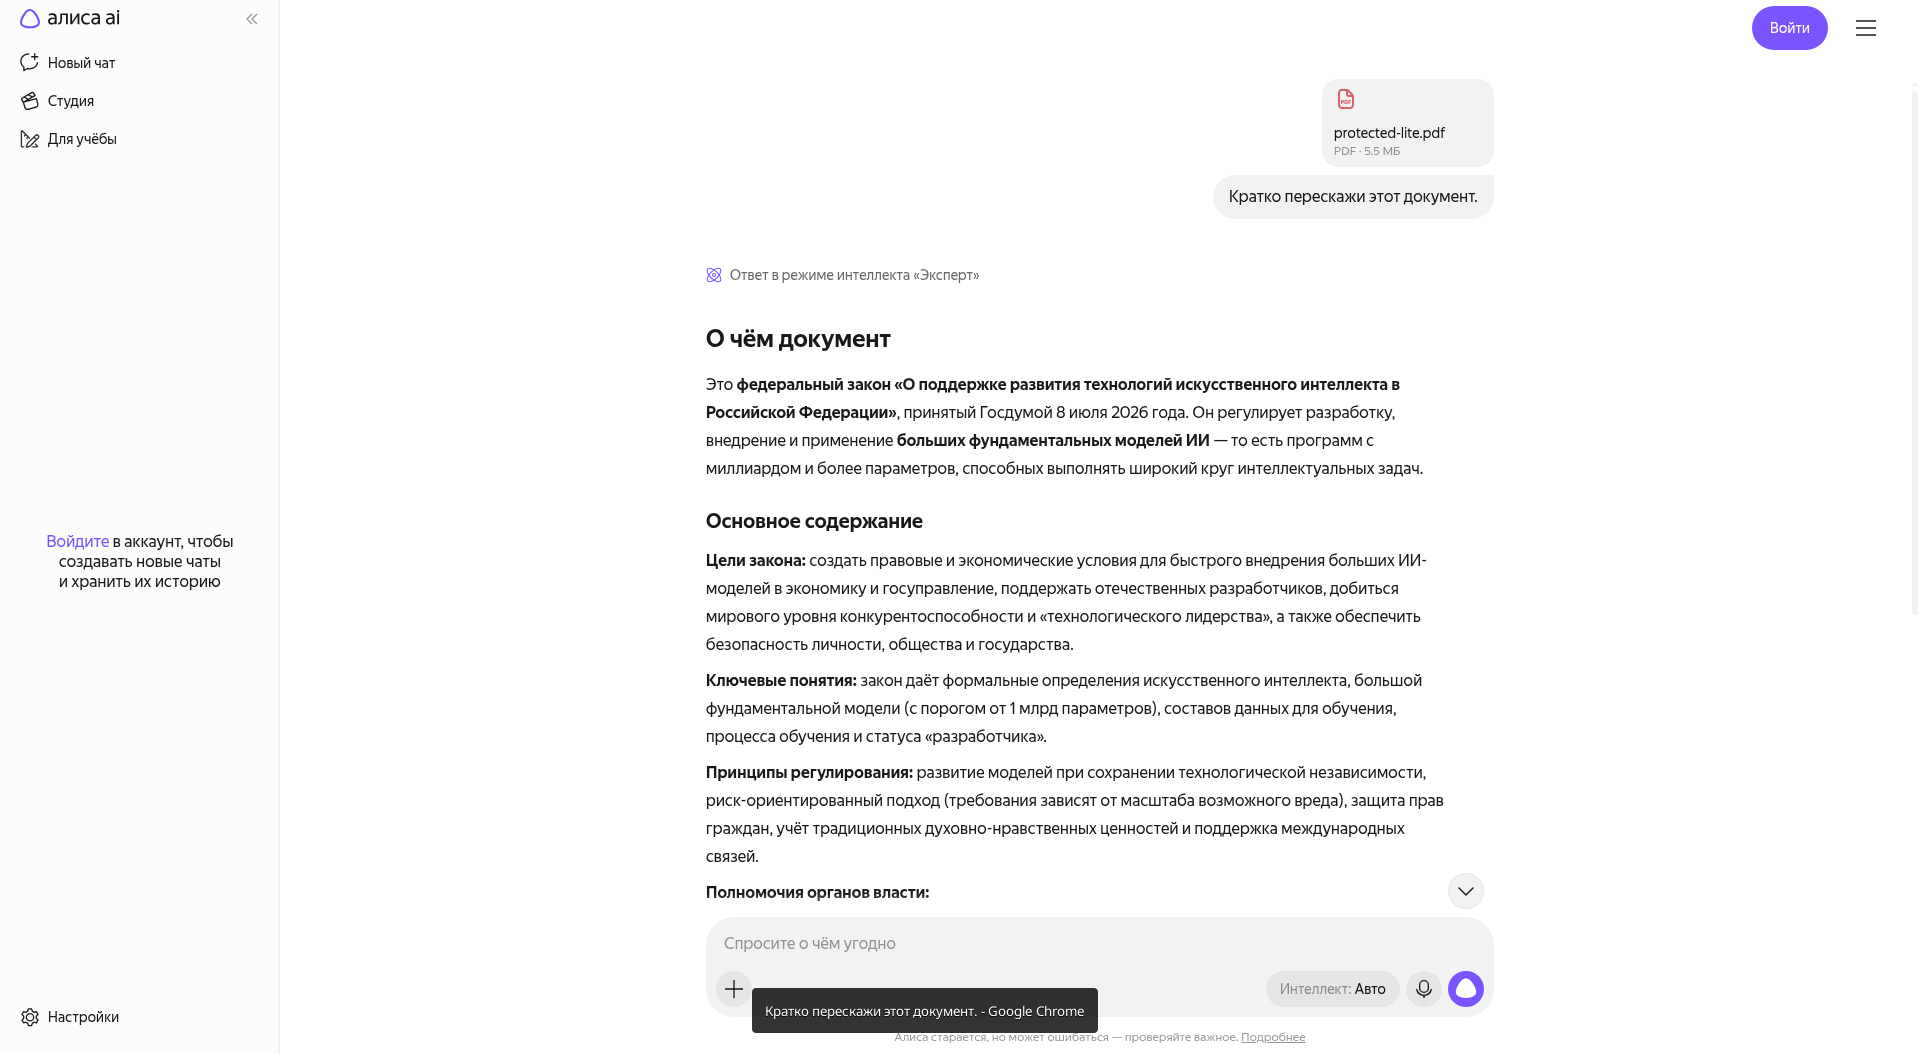 алиса ai
Новый чат
Студия
Для учёбы
Войдите в аккаунт, чтобы
создавать новые чаты
и хранить их историю
Настройки
Войти
PDF
protected-lite.pdf
PDF · 5.5 МБ
Кратко перескажи этот документ.
Ответ в режиме интеллекта «Эксперт»
О чём документ
Это федеральный закон «О поддержке развития технологий искусственного интеллекта в
Российской Федерации», принятый Госдумой 8 июля 2026 года. Он регулирует разработку,
внедрение и применение больших фундаментальных моделей ИИ — то есть программ с
миллиардом и более параметров, способных выполнять широкий круг интеллектуальных задач.
Основное содержание
Цели закона: создать правовые и экономические условия для быстрого внедрения больших ИИ-
моделей в экономику и госуправление, поддержать отечественных разработчиков, добиться
мирового уровня конкурентоспособности и «технологического лидерства», а также обеспечить
безопасность личности, общества и государства.
Ключевые понятия: закон даёт формальные определения искусственного интеллекта, большой
фундаментальной модели (с порогом от 1 млрд параметров), составов данных для обучения,
процесса обучения и статуса «разработчика».
Принципы регулирования: развитие моделей при сохранении технологической независимости,
риск-ориентированный подход (требования зависят от масштаба возможного вреда), защита прав
граждан, учёт традиционных духовно-нравственных ценностей и поддержка международных
связей.
Полномочия органов власти:
Спросите о чём угодно
Интеллект: Авто
Кратко перескажи этот документ. - Google Chrome
Алиса старается, но может ошибаться — проверяйте важное. Подробнее